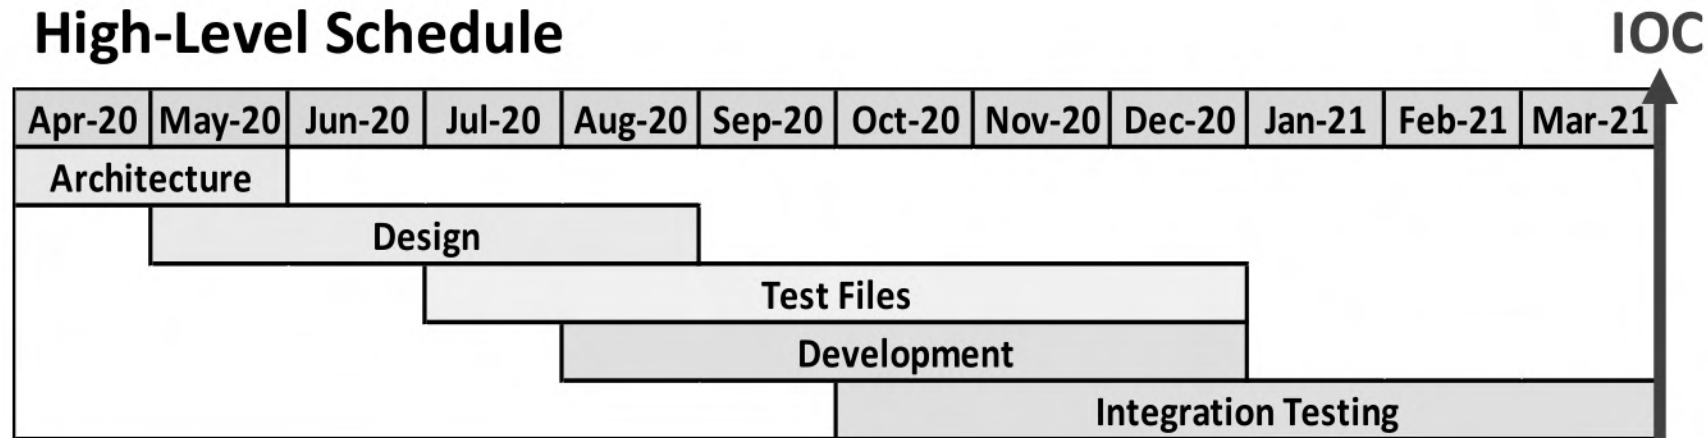 High-Level Schedule
IOC
Apr-20 May-20 Jun-20 Jul-20 Aug-20 Sep-20 Oct-20 Nov-20 Dec-20 Jan-21 Feb-21 Mar-21
Architecture
Design
Test Files
Development
Integration Testing